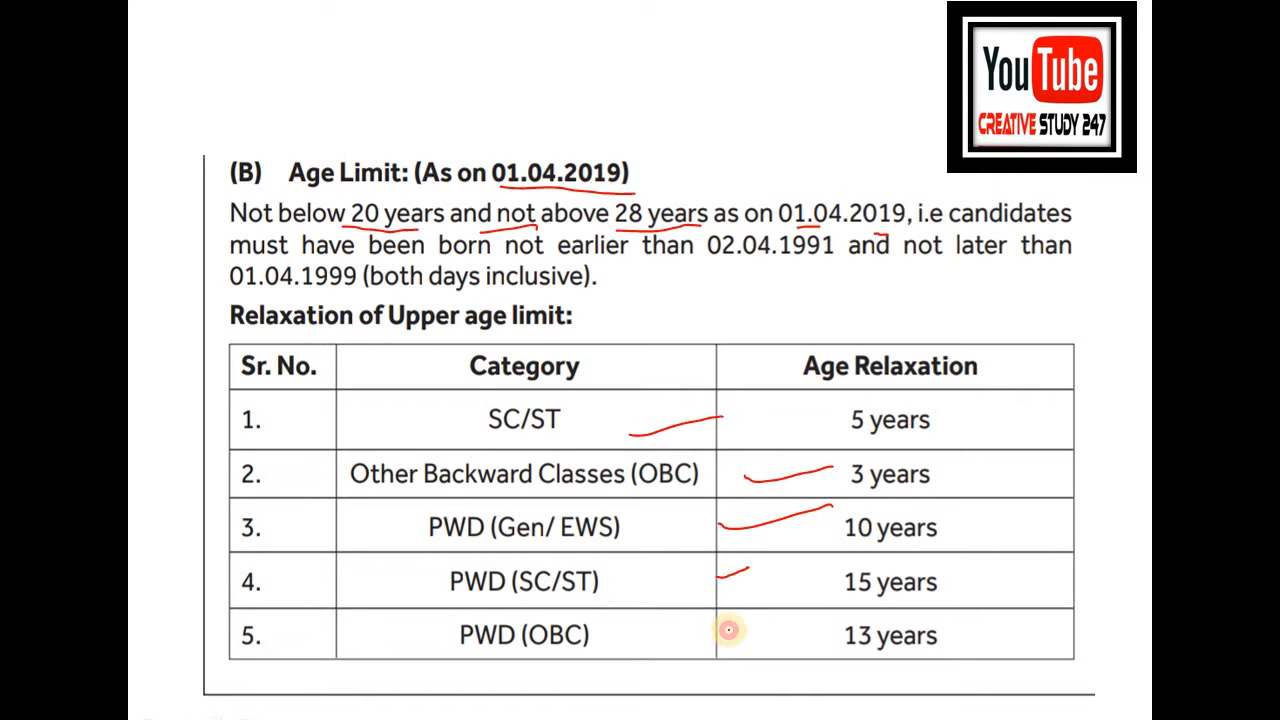 You Tube
CREATIVE STUDY 247
(B) Age Limit: (As on 01.04.2019)
Not below 20 years and not above 28 years as on 01.04.2019, i.e candidates
must have been born not earlier than 02.04.1991 and not later than
01.04.1999 (both days inclusive).
Relaxation of Upper age limit:
Sr. No. Category Age Relaxation
1. SC/ST 5 years
2. Other Backward Classes (OBC) 3 years
3. PWD (Gen/ EWS) 10 years
4. PWD (SC/ST) 15 years
5. PWD (OBC) 13 years